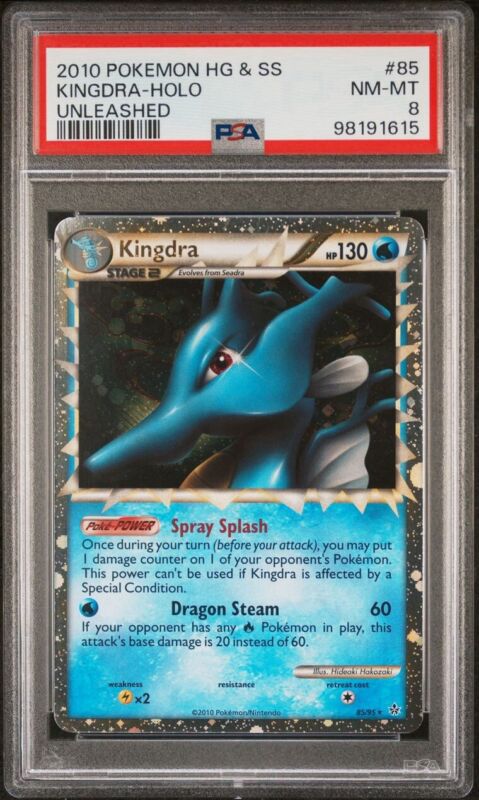 2010 POKEMON HG & SS #85
KINGDRA-HOLO NM-MT
UNLEASHED 8
PSA 98191615
Kingdra HP 130
STAGE 2 Evolves from Seadra
Poké-POWER Spray Splash
Once during your turn (before your attack), you may put
1 damage counter on 1 of your opponent's Pokémon.
This power can't be used if Kingdra is affected by a
Special Condition.
Dragon Steam 60
If your opponent has any Pokémon in play, this
attack's base damage is 20 instead of 60.
Illus. Hideaki Hakozaki
weakness resistance retreat cost
×2
©2010 Pokémon/Nintendo 85/95 ★
PSA